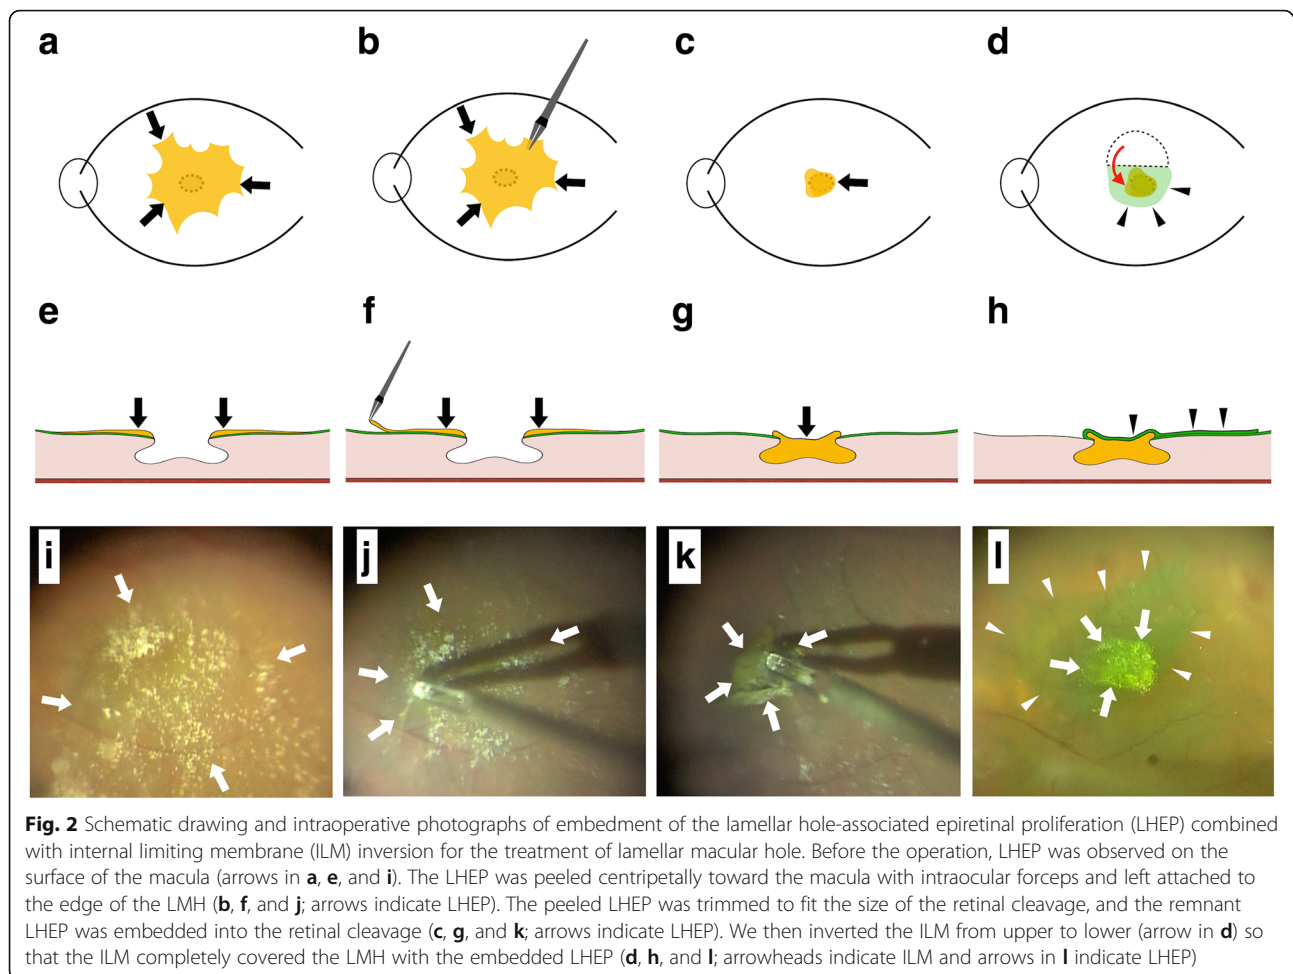 a b c d
e f g h
i j k l
Fig. 2 Schematic drawing and intraoperative photographs of embedment of the lamellar hole-associated epiretinal proliferation (LHEP) combined
with internal limiting membrane (ILM) inversion for the treatment of lamellar macular hole. Before the operation, LHEP was observed on the
surface of the macula (arrows in a, e, and i). The LHEP was peeled centripetally toward the macula with intraocular forceps and left attached to
the edge of the LMH (b, f, and j; arrows indicate LHEP). The peeled LHEP was trimmed to fit the size of the retinal cleavage, and the remnant
LHEP was embedded into the retinal cleavage (c, g, and k; arrows indicate LHEP). We then inverted the ILM from upper to lower (arrow in d) so
that the ILM completely covered the LMH with the embedded LHEP (d, h, and l; arrowheads indicate ILM and arrows in l indicate LHEP)